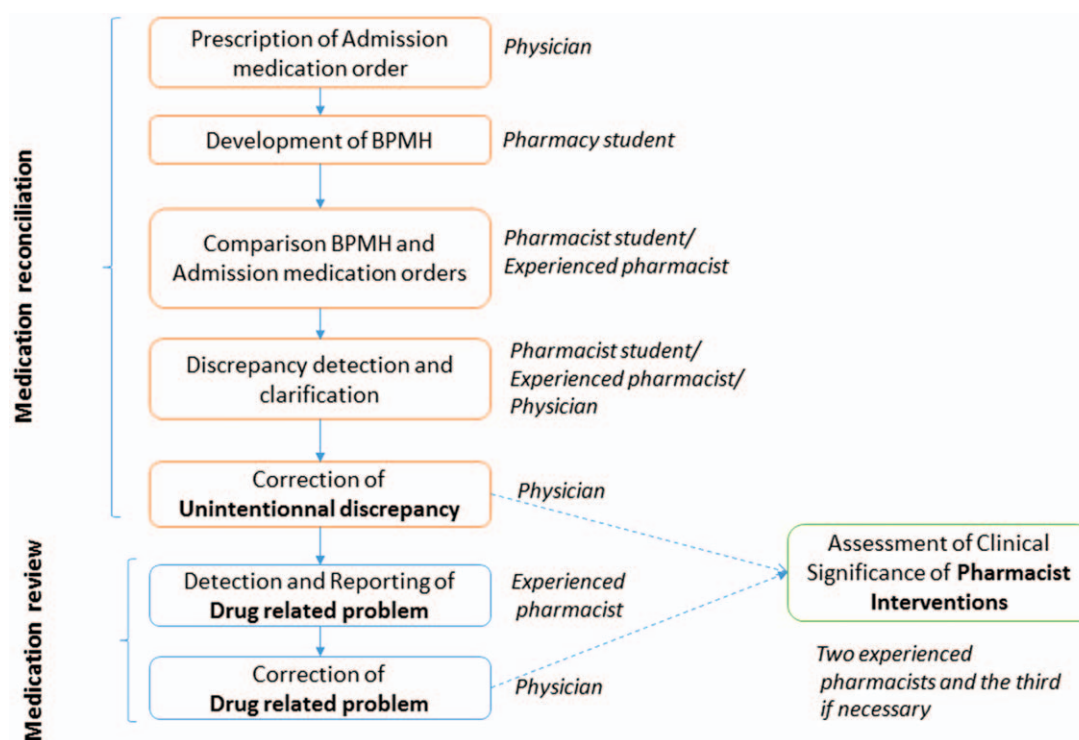 Medication reconciliation
Prescription of Admission
medication order
Physician
Development of BPMH
Pharmacy student
Comparison BPMH and
Admission medication orders
Pharmacist student/
Experienced pharmacist
Discrepancy detection and
clarification
Pharmacist student/
Experienced pharmacist/
Physician
Correction of
Unintentionnal discrepancy
Physician
Medication review
Detection and Reporting of
Drug related problem
Experienced
pharmacist
Correction of
Drug related problem
Physician
Assessment of Clinical
Significance of Pharmacist
Interventions
Two experienced
pharmacists and the third
if necessary